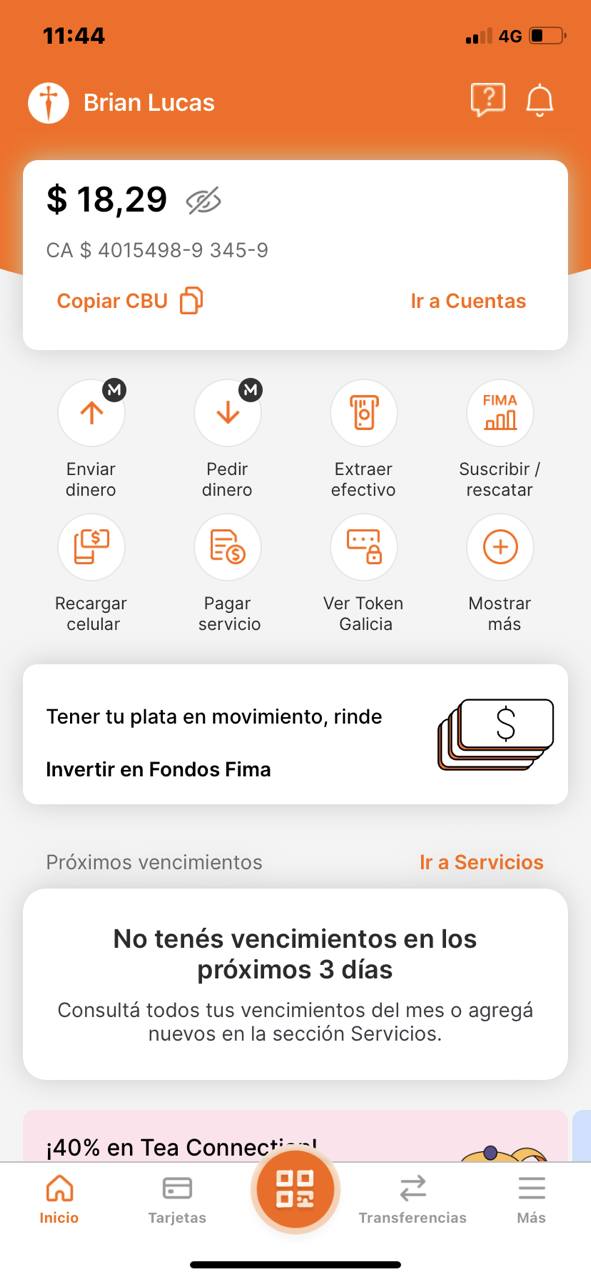 11:44
4G
Brian Lucas
$ 18,29
CA $ 4015498-9 345-9
Copiar CBU
Ir a Cuentas
M
M
FIMA
Enviar
dinero
Pedir
dinero
Extraer
efectivo
Suscribir /
rescatar
Recargar
celular
Pagar
servicio
Ver Token
Galicia
Mostrar
más
Tener tu plata en movimiento, rinde
Invertir en Fondos Fima
Próximos vencimientos
Ir a Servicios
No tenés vencimientos en los
próximos 3 días
Consultá todos tus vencimientos del mes o agregá
nuevos en la sección Servicios.
¡40% en Tea Connection!
Inicio
Tarjetas
Transferencias
Más